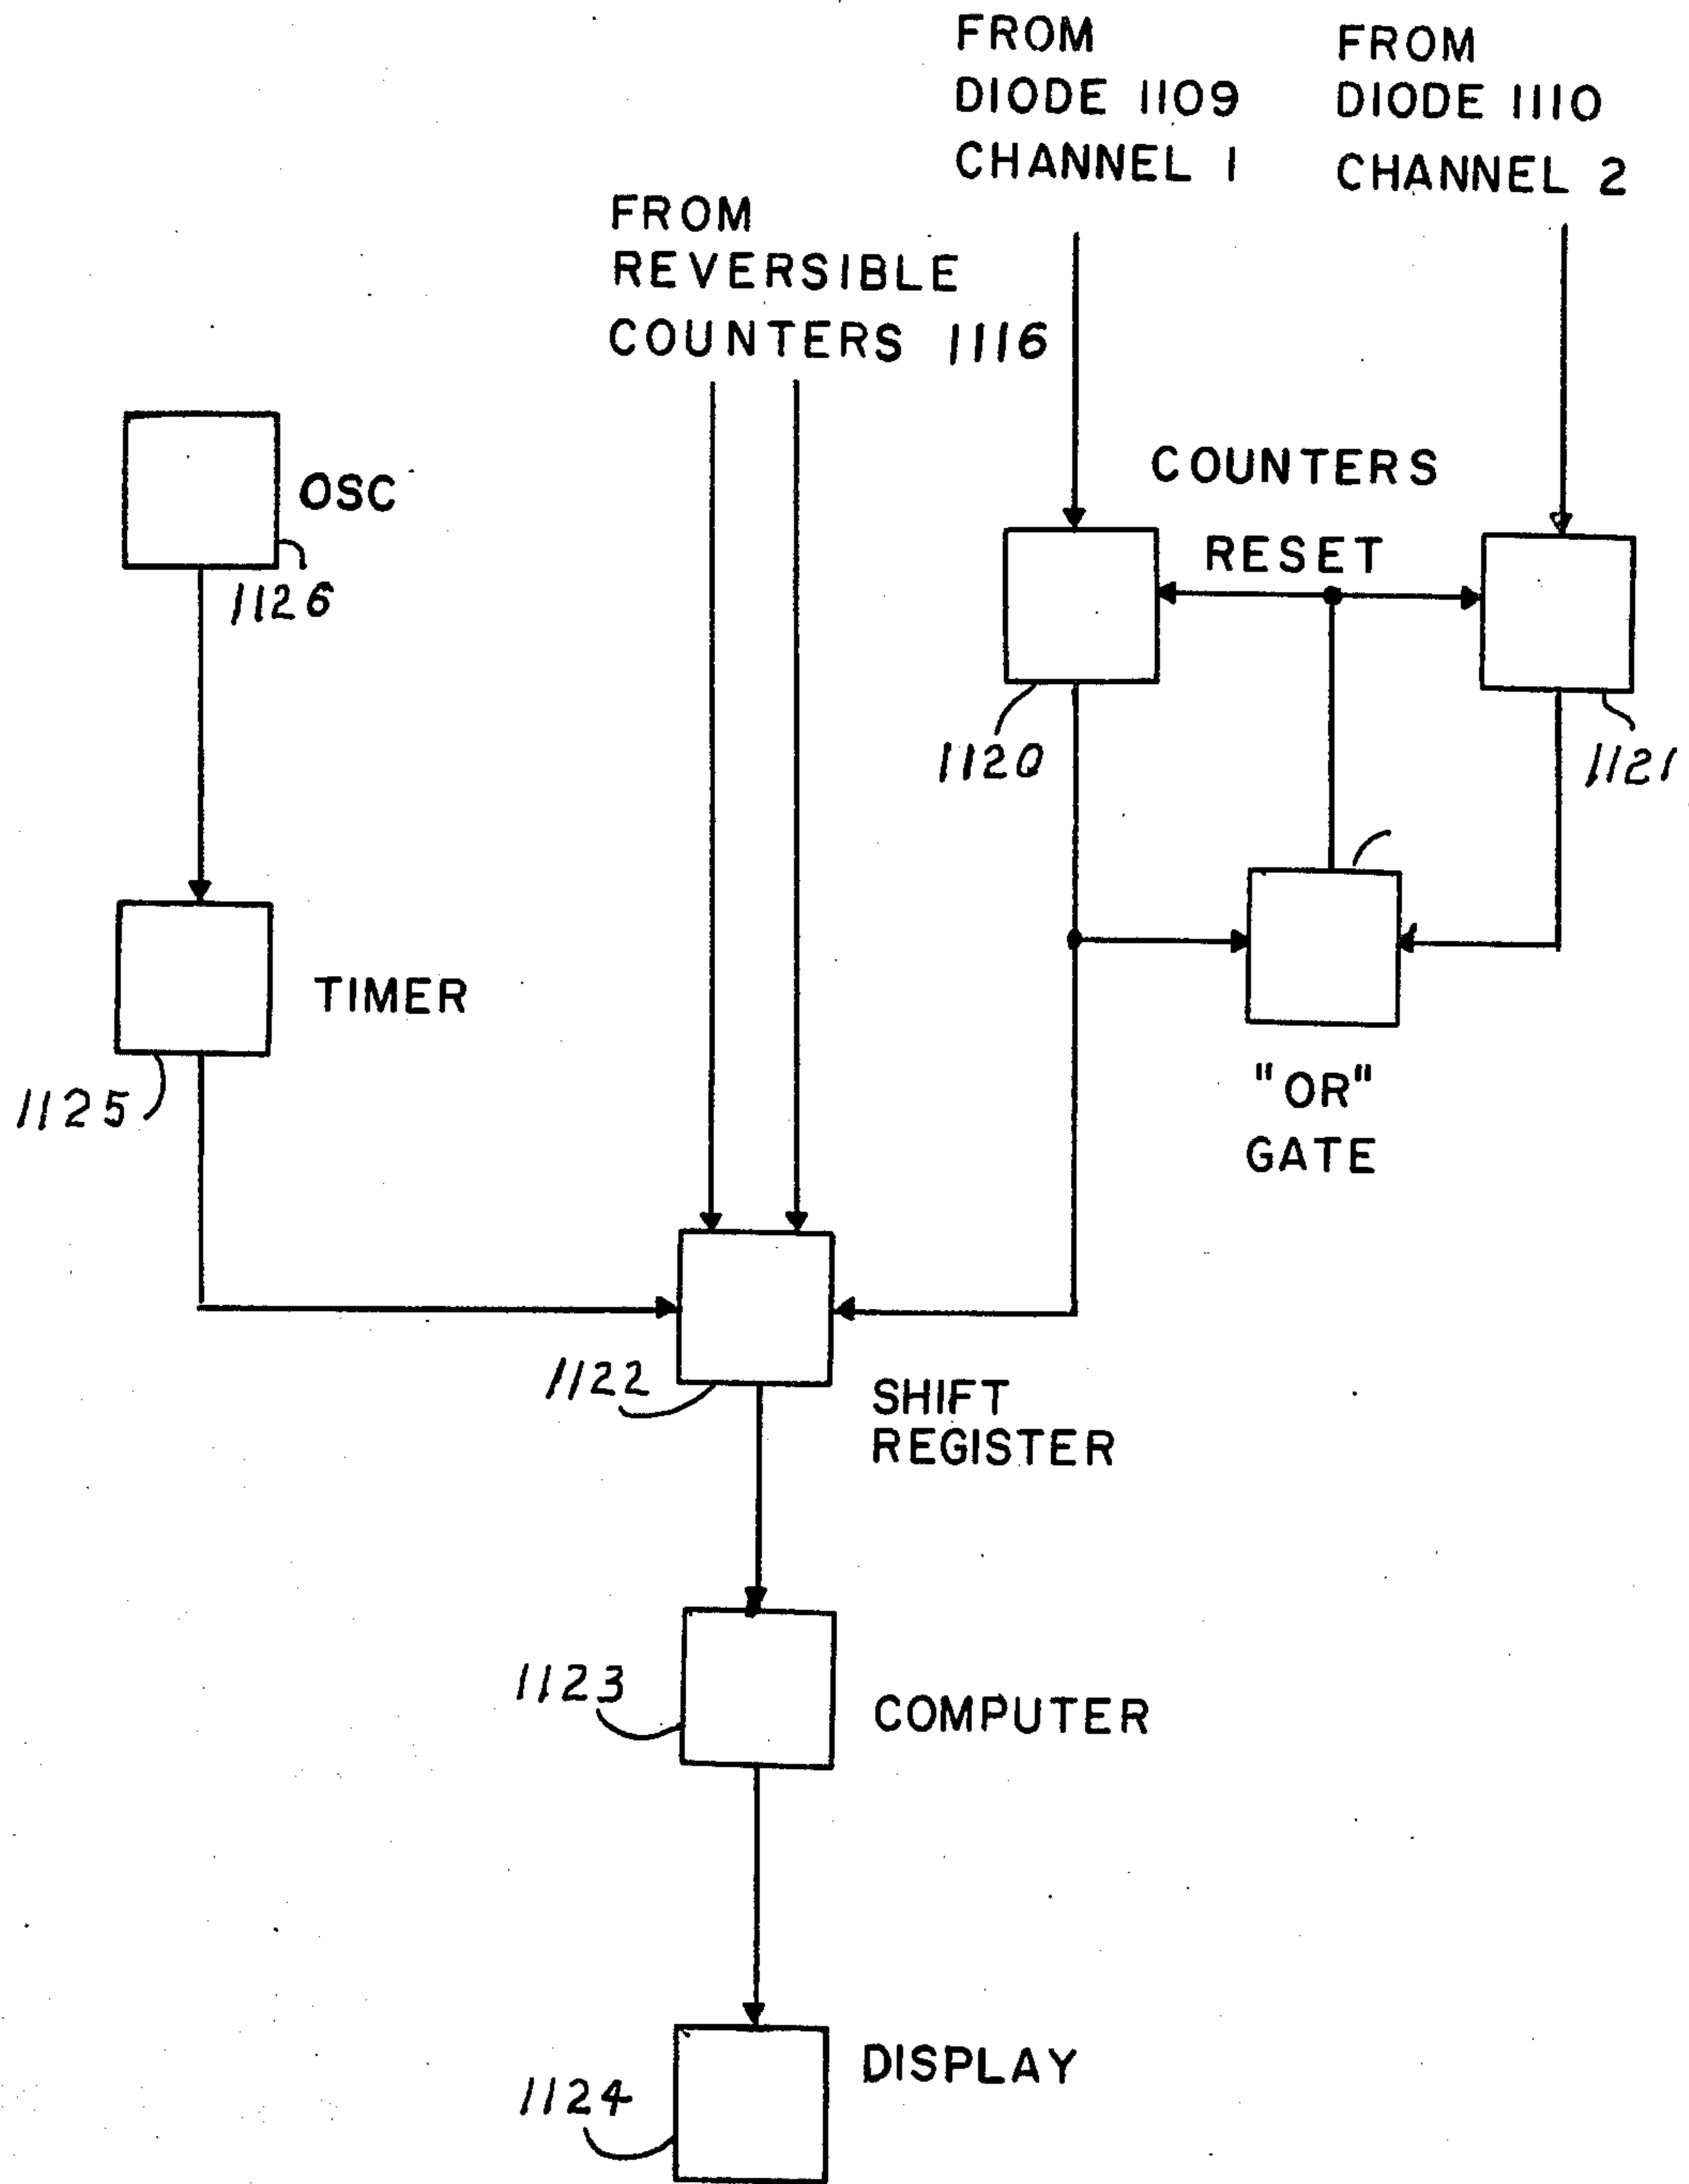 FROM
DIODE 1109
CHANNEL 1
FROM
DIODE 1110
CHANNEL 2
FROM
REVERSIBLE
COUNTERS 1116
OSC
1126
COUNTERS
RESET
1120
1121
TIMER
1125
"OR"
GATE
1122
SHIFT
REGISTER
1123
COMPUTER
DISPLAY
1124